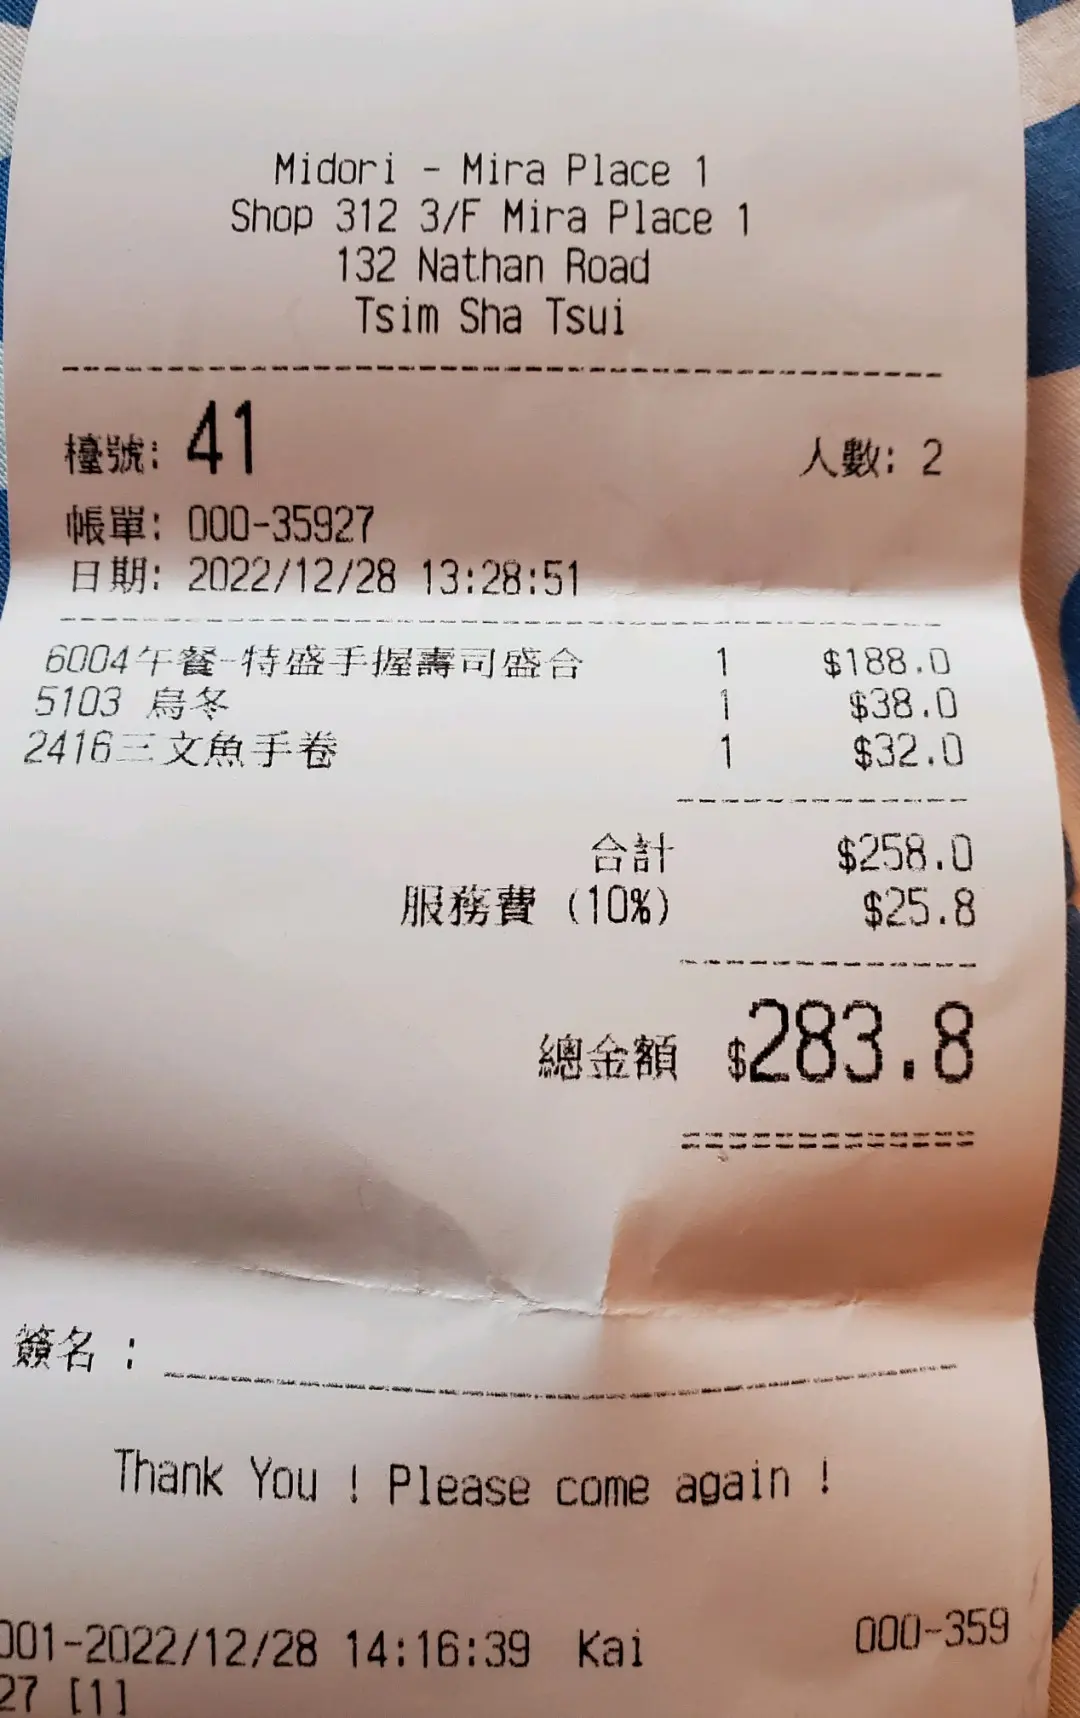 Midori - Mira Place 1
Shop 312 3/F Mira Place 1
132 Nathan Road
Tsim Sha Tsui
檯號: 41 人數: 2
帳單: 000-35927
日期: 2022/12/28 13:28:51
6004午餐-特盛手握壽司盛合 1 $188.0
5103 烏冬 1 $38.0
2416三文魚手卷 1 $32.0
合計 $258.0
服務費 (10%) $25.8
總金額 $283.8
簽名 :
Thank You ! Please come again !
001-2022/12/28 14:16:39 Kai 000-359
27 [1]